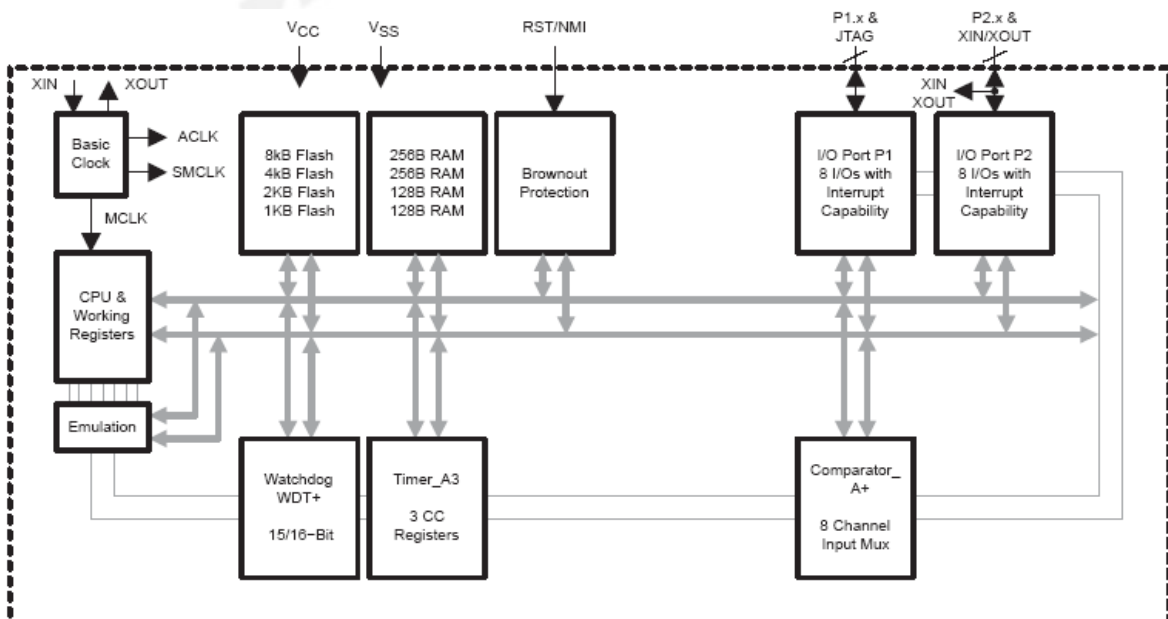 VCC
VSS
RST/NMI
P1.x &
JTAG
P2.x &
XIN/XOUT
XIN
XOUT
XIN
XOUT
Basic
Clock
ACLK
SMCLK
MCLK
8kB Flash
4kB Flash
2KB Flash
1KB Flash
256B RAM
256B RAM
128B RAM
128B RAM
Brownout
Protection
I/O Port P1
8 I/Os with
Interrupt
Capability
I/O Port P2
8 I/Os with
Interrupt
Capability
CPU &
Working
Registers
Emulation
Watchdog
WDT+
15/16−Bit
Timer_A3
3 CC
Registers
Comparator_
A+
8 Channel
Input Mux